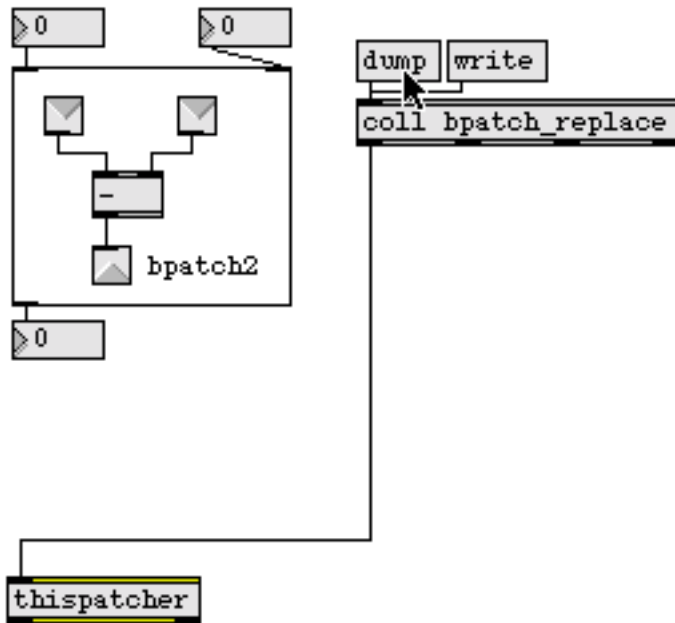 0
0
dump
write
coll bpatch_replace
-
bpatch2
0
thispatcher